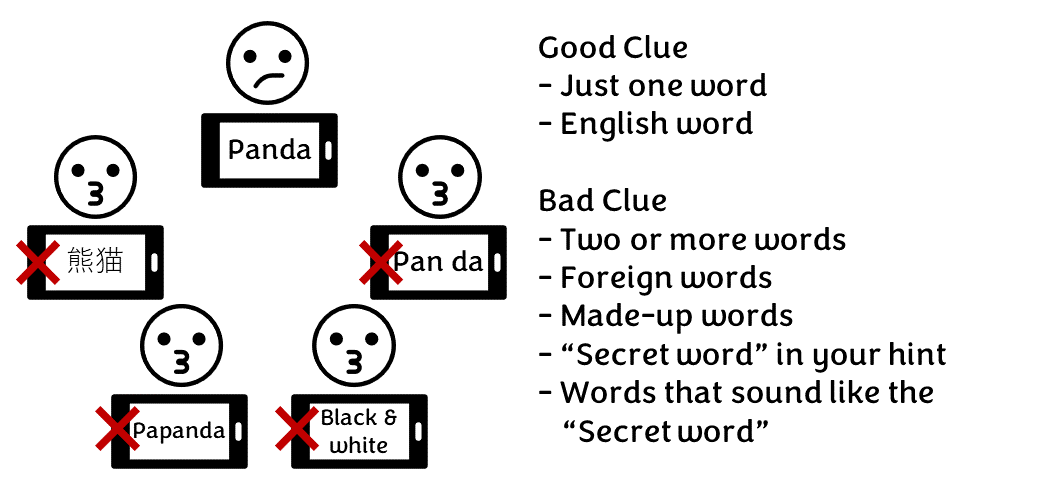 Panda
熊猫
Pan da
Papanda
Black &
white
Good Clue
- Just one word
- English word
Bad Clue
- Two or more words
- Foreign words
- Made-up words
- “Secret word” in your hint
- Words that sound like the
“Secret word”